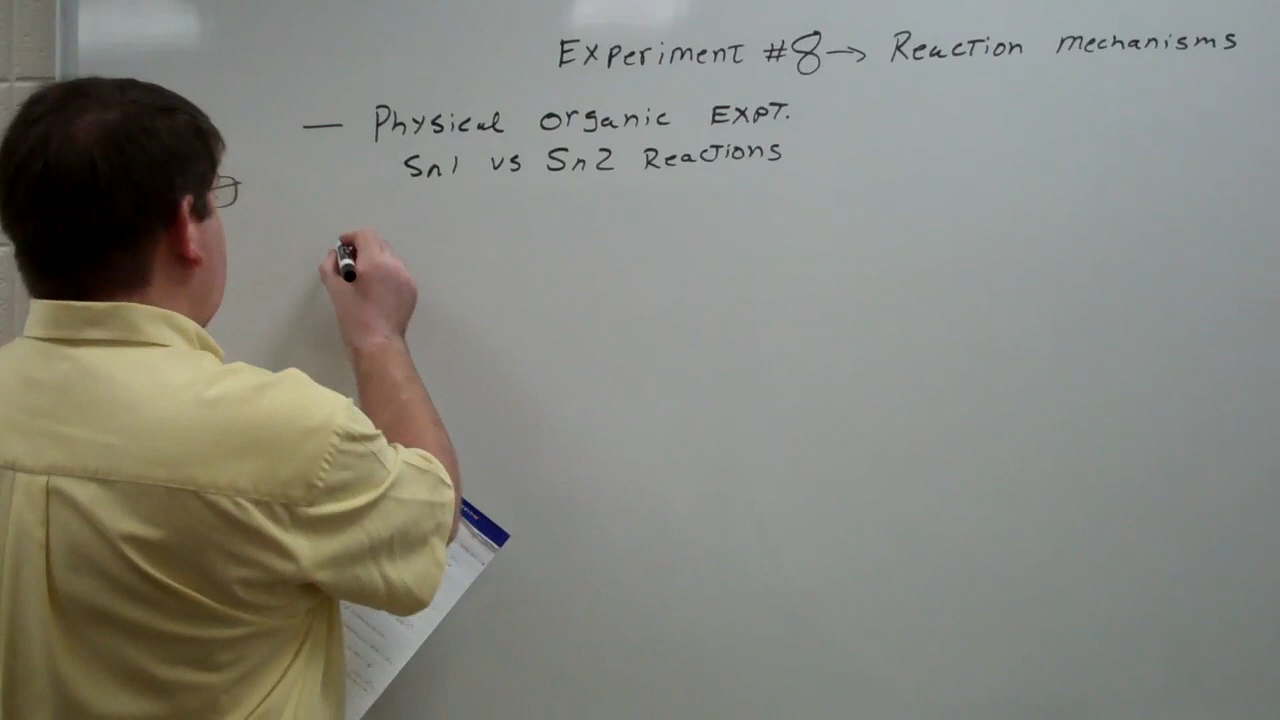 Experiment #8→ Reaction mechanisms
— Physical organic EXPT.
Sn1 vs Sn2 Reactions